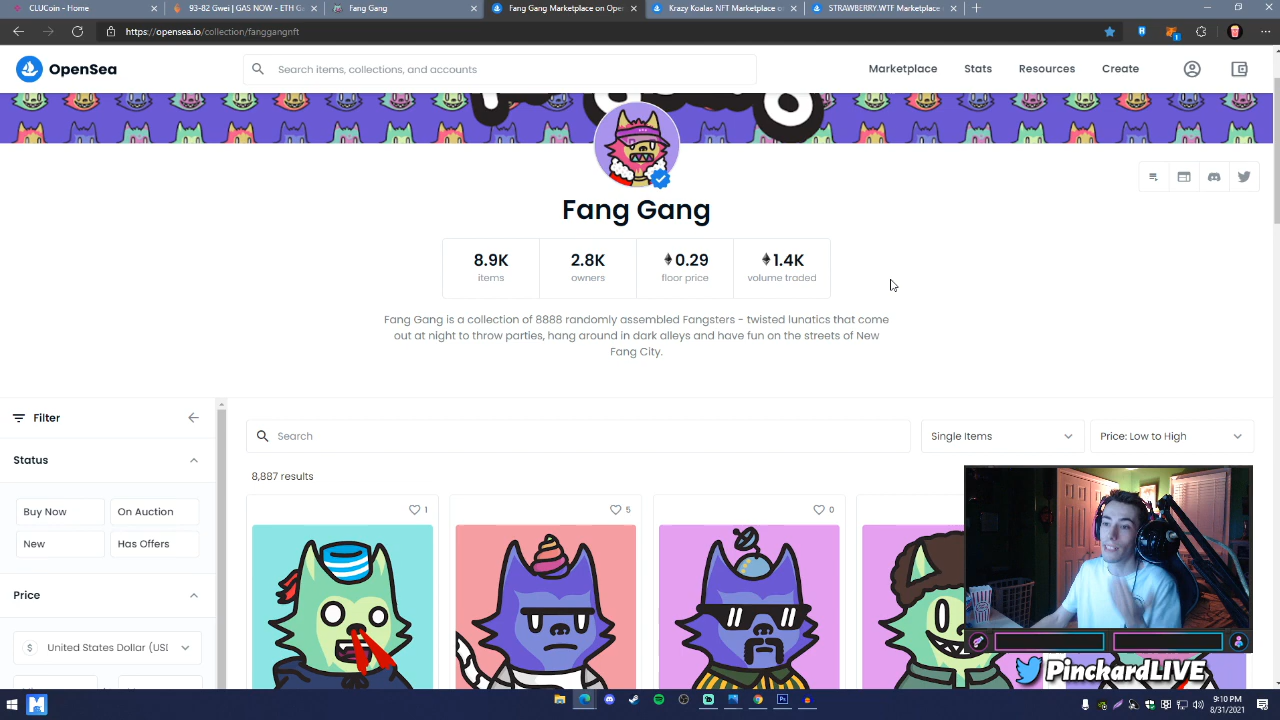 CLUCoin | Home
93-82 Gwei | GAS NOW - ETH G
Fang Gang
Fang Gang Marketplace on Open
Krazy Koalas NFT Marketplace on
STRAWBERRY.WTF Marketplace
https://opensea.io/collection/fanggangnft
OpenSea
Search items, collections, and accounts
Marketplace
Stats
Resources
Create
Fang Gang
8.9K
items
2.8K
owners
0.29
floor price
1.4K
volume traded
Fang Gang is a collection of 8888 randomly assembled Fangsters - twisted lunatics that come
out at night to throw parties, hang around in dark alleys and have fun on the streets of New
Fang City.
Filter
Search
Single Items
Price: Low to High
Status
8,887 results
Buy Now
On Auction
1
5
0
New
Has Offers
Price
$ United States Dollar (US
PinckardLIVE
9:10 PM
8/31/2021